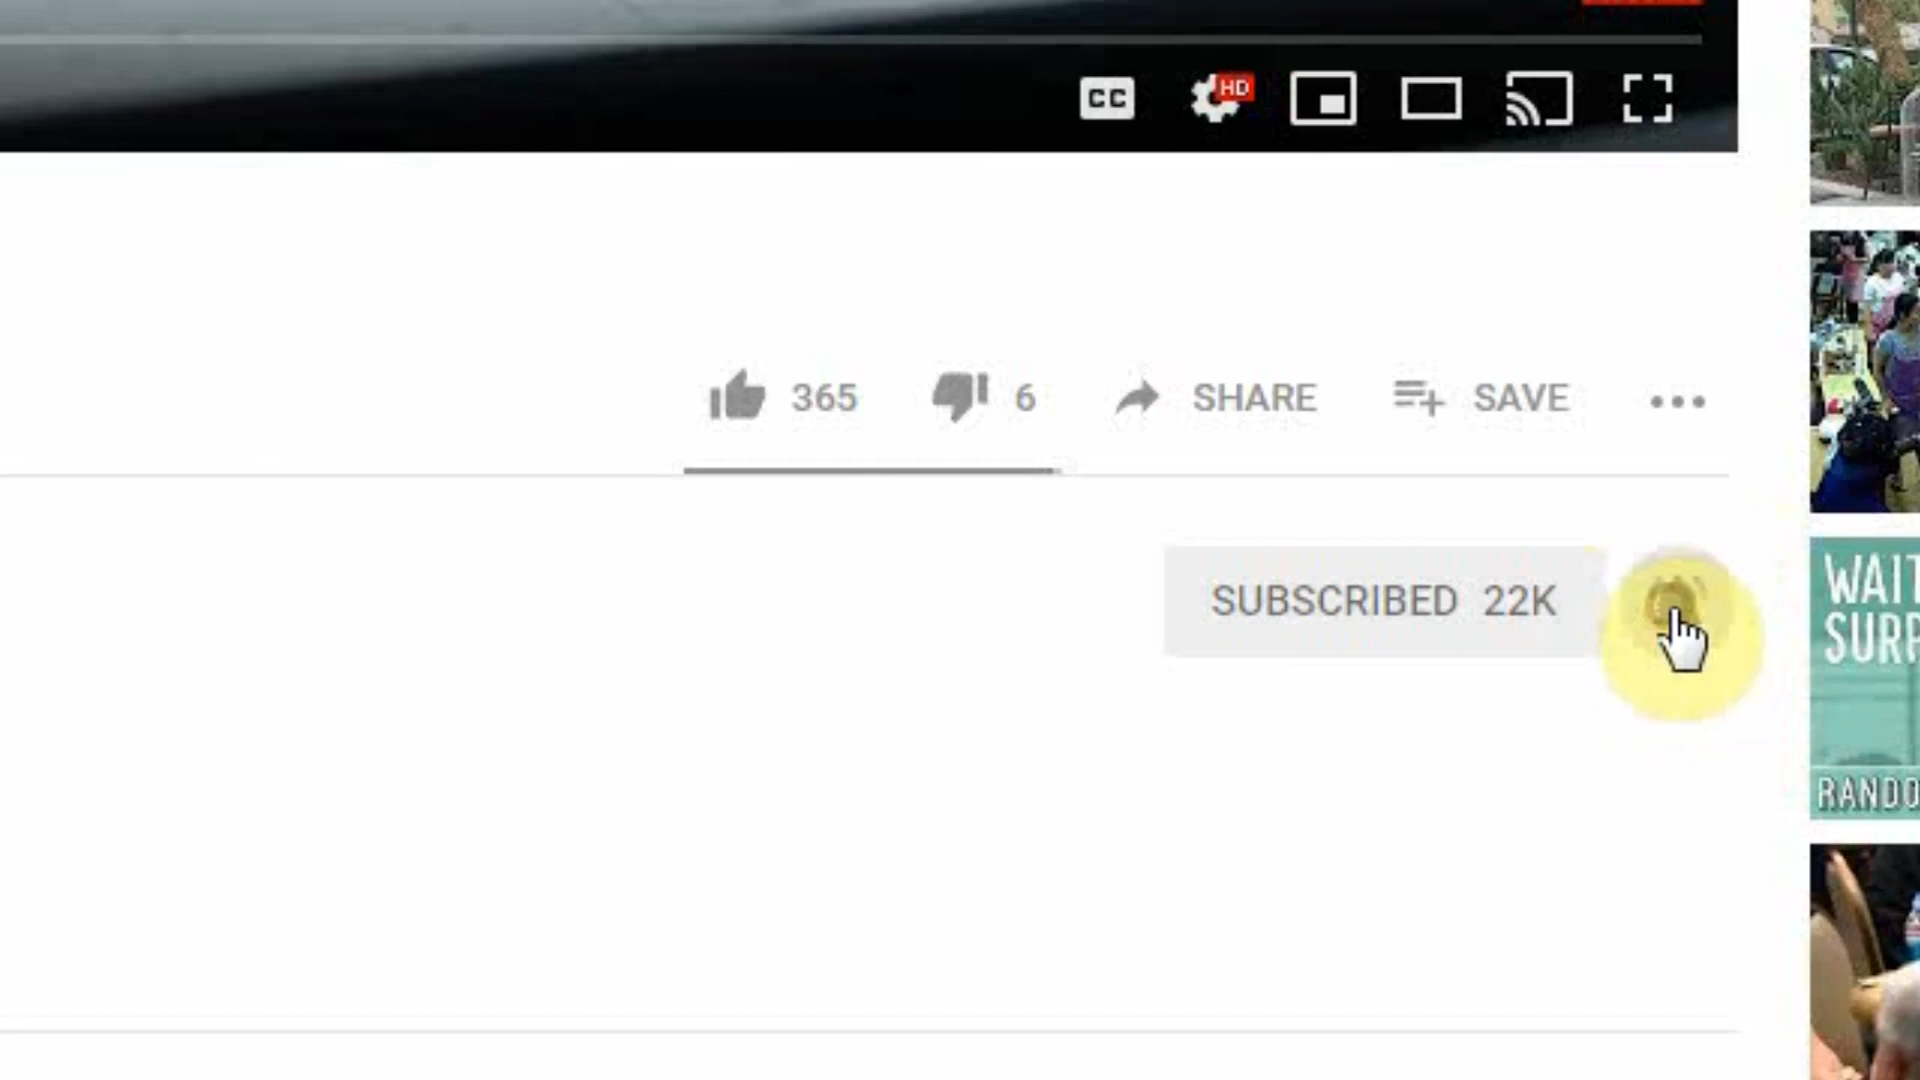 CC HD
365 6 SHARE SAVE
SUBSCRIBED 22K
WAIT
SURP
RANDO